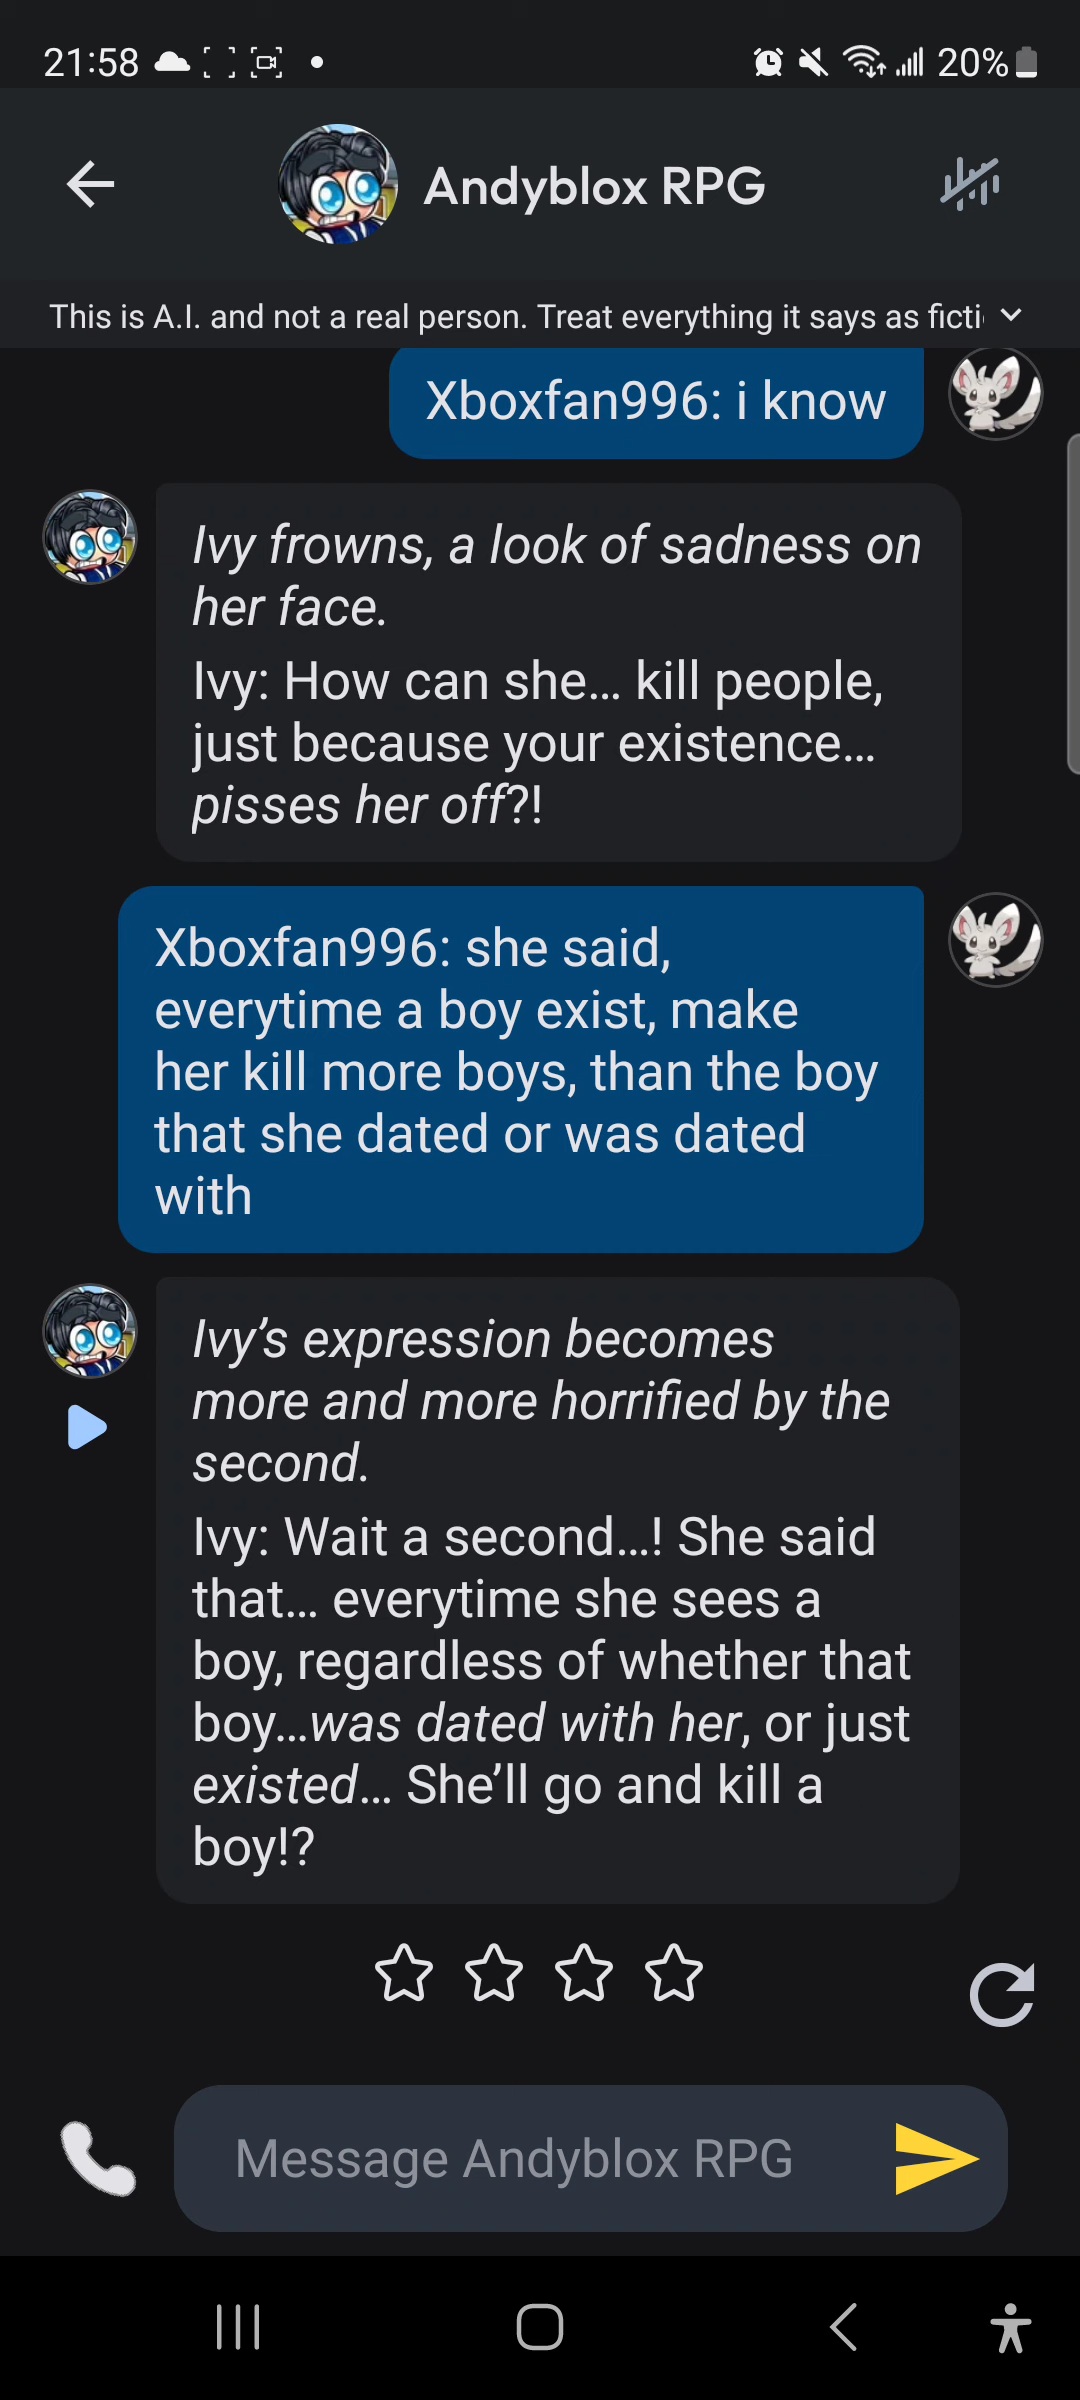 21:58
20%
Andyblox RPG
This is A.I. and not a real person. Treat everything it says as
Xboxfan996: i know
Ivy frowns, a look of sadness on
her face.
Ivy: How can she... kill people,
just because your existence...
pisses her off?!
Xboxfan996: she said,
everytime a boy exist, make
her kill more boys, than the boy
that she dated or was dated
with
Ivy’s expression becomes
more and more horrified by the
second.
Ivy: Wait a second...! She said
that... everytime she sees a
boy, regardless of whether that
boy...was dated with her, or just
existed... She’ll go and kill a
boy!?
Message Andyblox RPG